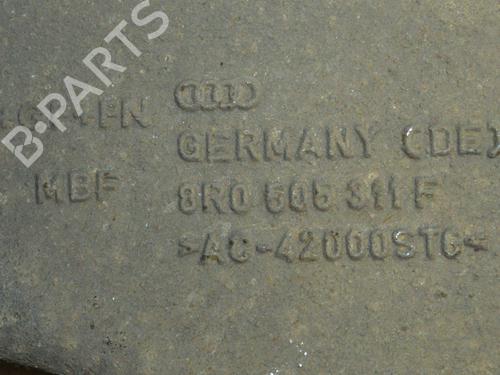 B-PARTS
GERMANY (DE)
MBF
8R0 505 311 F
>AC-42000STG<